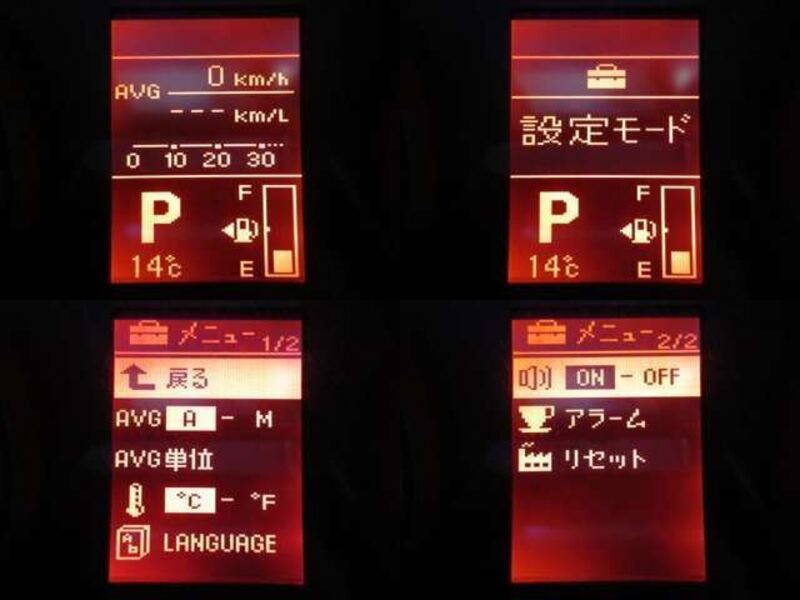 0 km/h
AVG
--- km/L
0 10 20 30
P
F
14℃
E
設定モード
P
F
14℃
E
メニュー 1/2
戻る
AVG A - M
AVG単位
℃ - °F
Ab LANGUAGE
メニュー 2/2
ON - OFF
アラーム
リセット